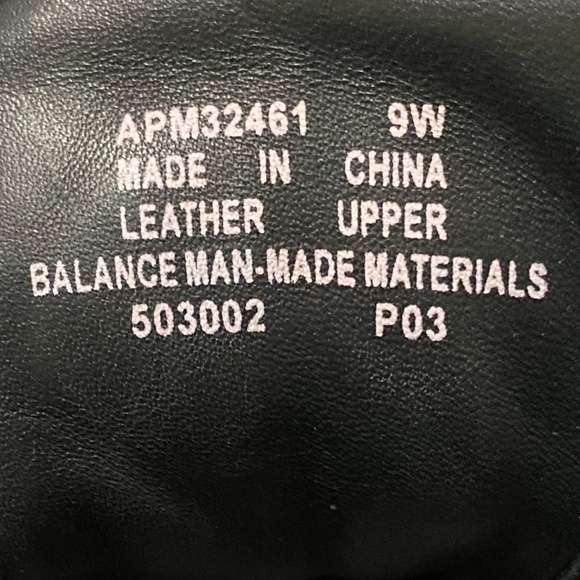 APM32461 9W
MADE IN CHINA
LEATHER UPPER
BALANCE MAN-MADE MATERIALS
503002 P03